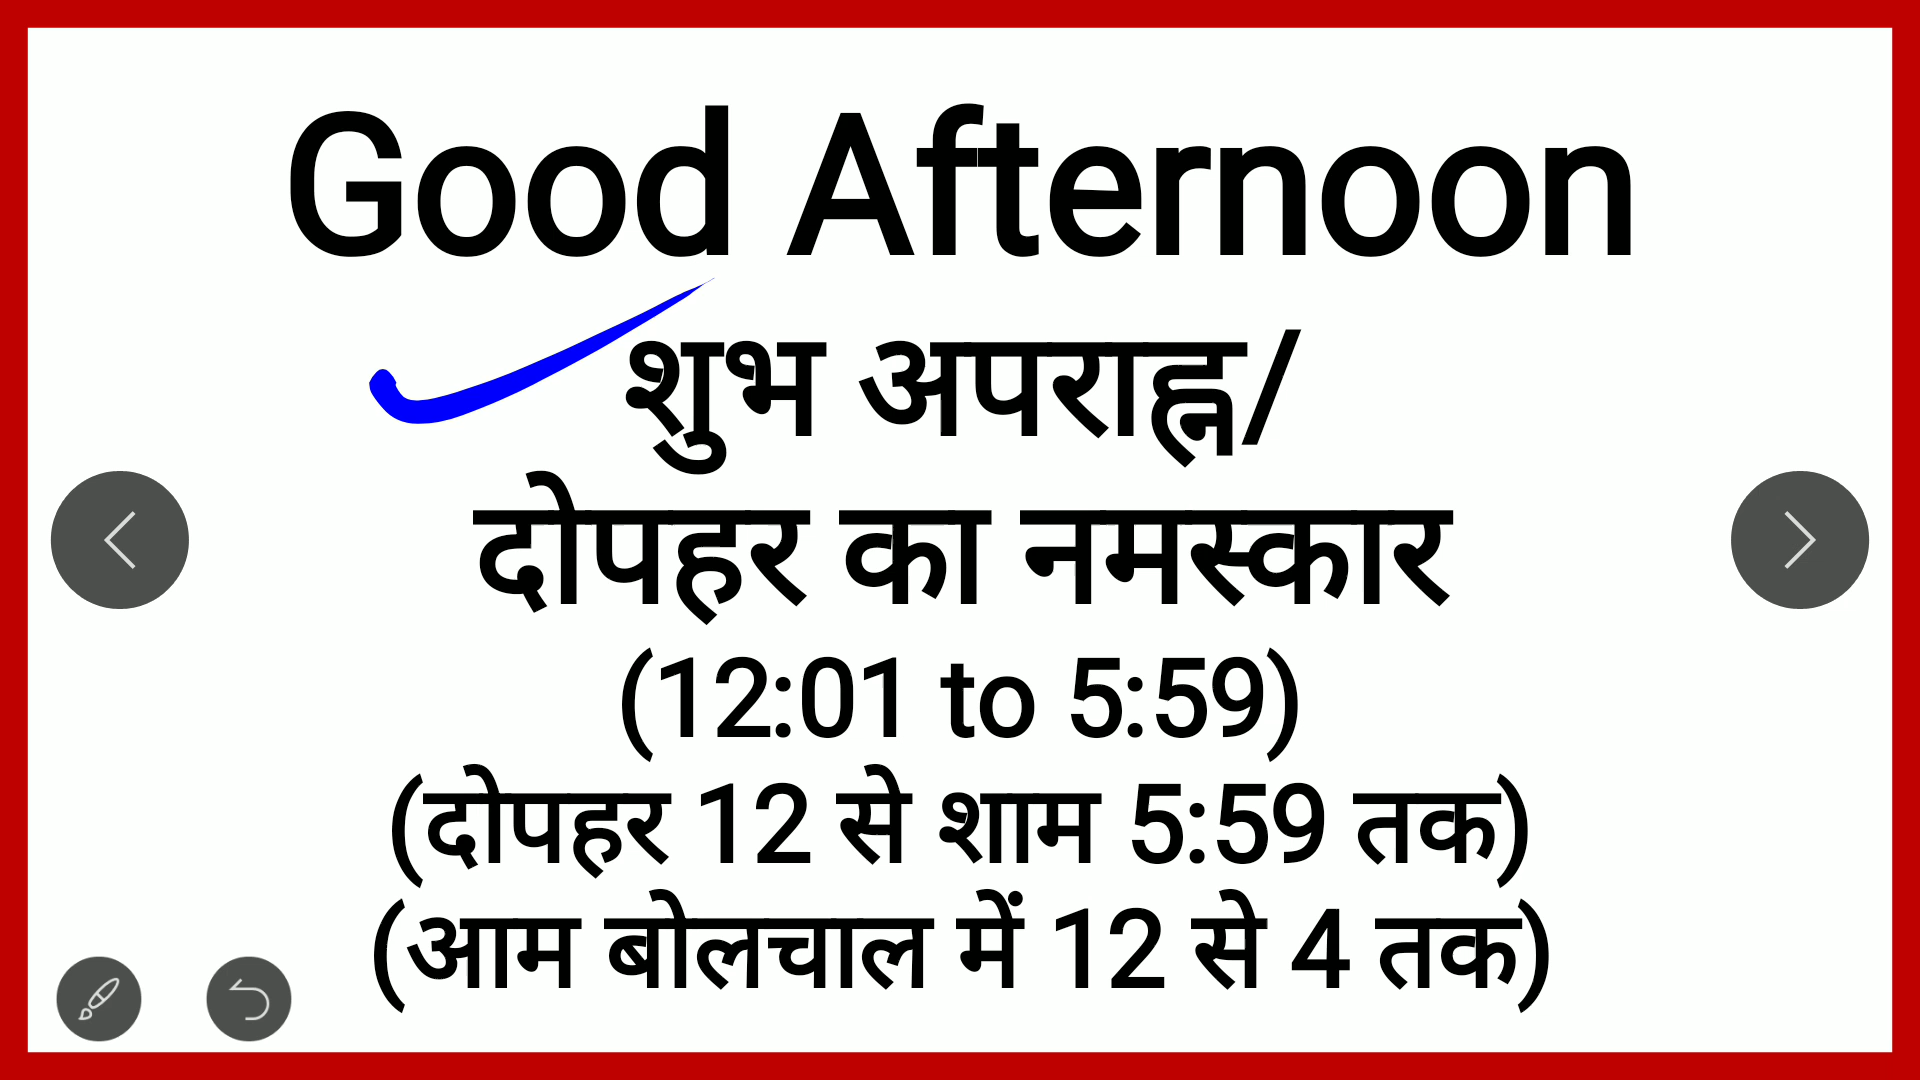 Good Afternoon
शुभ अपराह्न/
दोपहर का नमस्कार
(12:01 to 5:59)
(दोपहर 12 से शाम 5:59 तक)
(आम बोलचाल में 12 से 4 तक)